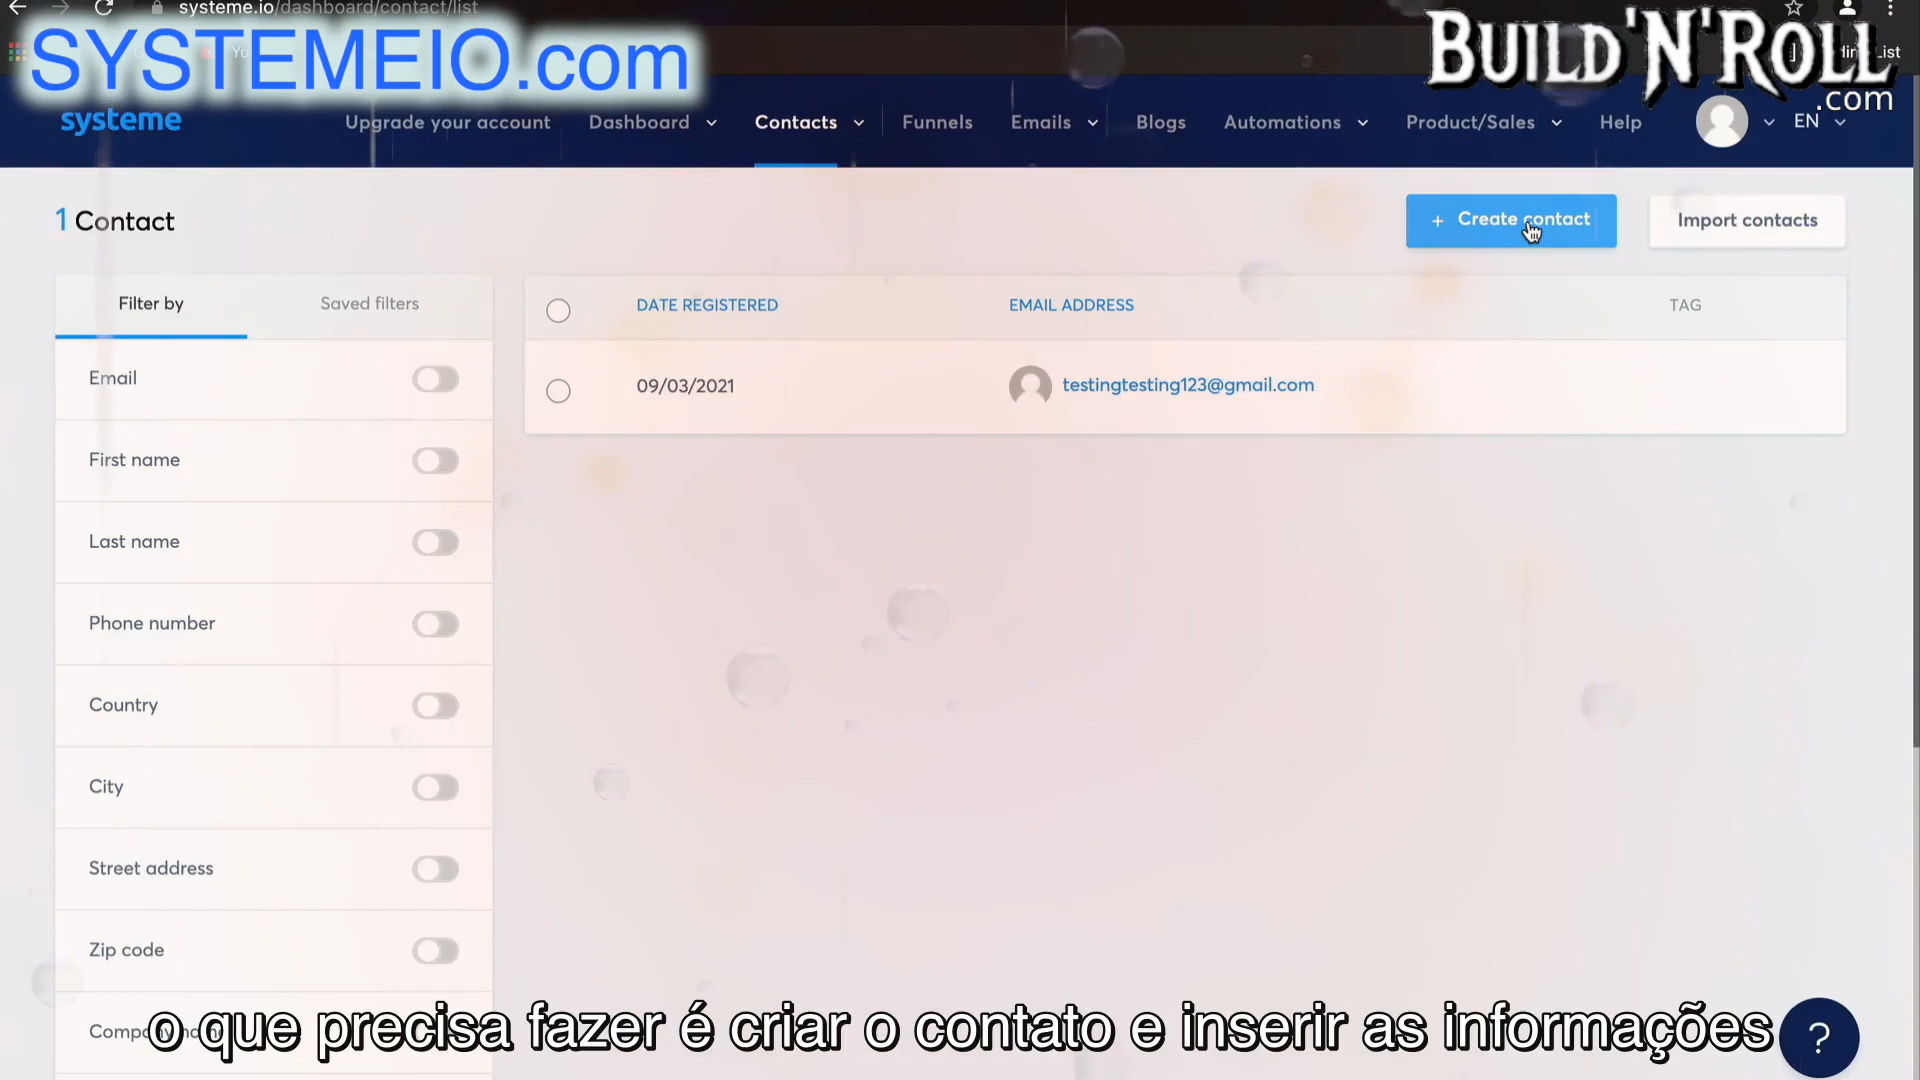 systeme.io/dashboard/contact/list
SYSTEMEIO.com
BUILD'N'ROLL
.com
systeme
Upgrade your account
Dashboard
Contacts
Funnels
Emails
Blogs
Automations
Product/Sales
Help
EN
1 Contact
+ Create contact
Import contacts
Filter by
Saved filters
DATE REGISTERED
EMAIL ADDRESS
TAG
Email
09/03/2021
testingtesting123@gmail.com
First name
Last name
Phone number
Country
City
Street address
Zip code
o que precisa fazer é criar o contato e inserir as informações
?